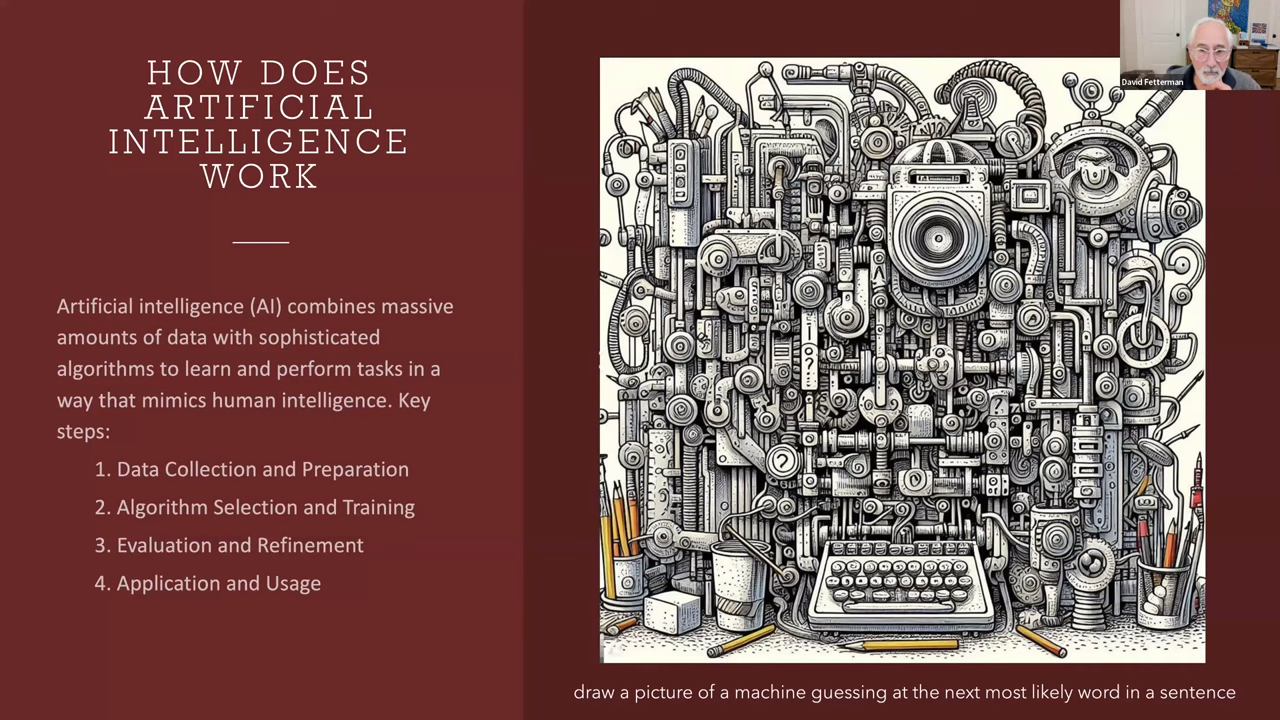 HOW DOES
ARTIFICIAL
INTELLIGENCE
WORK
Artificial intelligence (AI) combines massive
amounts of data with sophisticated
algorithms to learn and perform tasks in a
way that mimics human intelligence. Key
steps:
1. Data Collection and Preparation
2. Algorithm Selection and Training
3. Evaluation and Refinement
4. Application and Usage
David Fetterman
draw a picture of a machine guessing at the next most likely word in a sentence